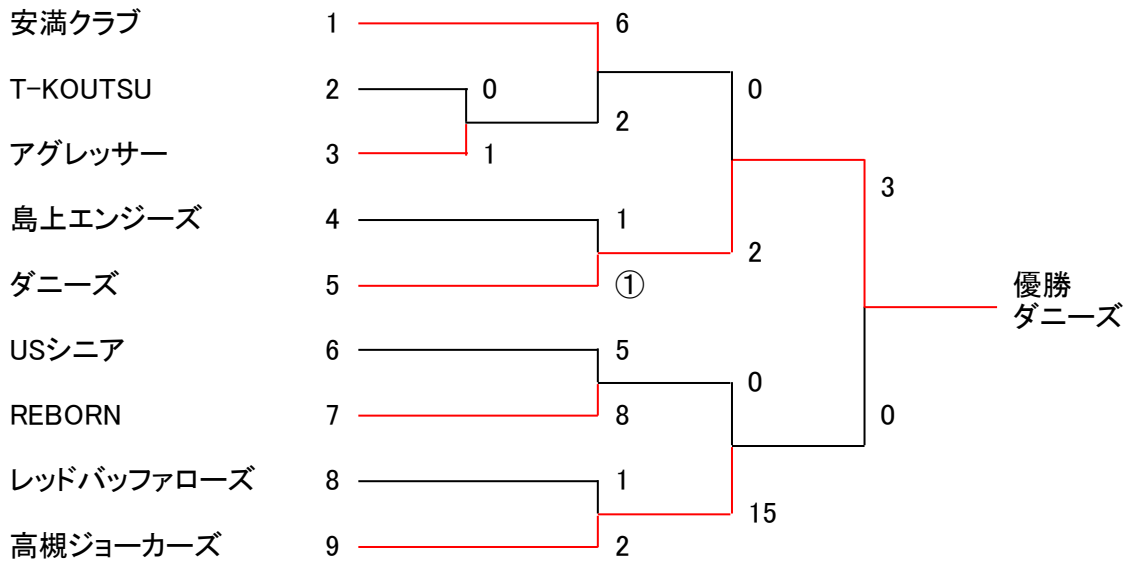 安満クラブ 1 6
T-KOUTSU 2 0 0
2
アグレッサー 3 1
3
島上エンジーズ 4 1
2
ダニーズ 5 ①
優勝
ダニーズ
USシニア 6 5
0
REBORN 7 8 0
レッドバッファローズ 8 1
15
高槻ジョーカーズ 9 2